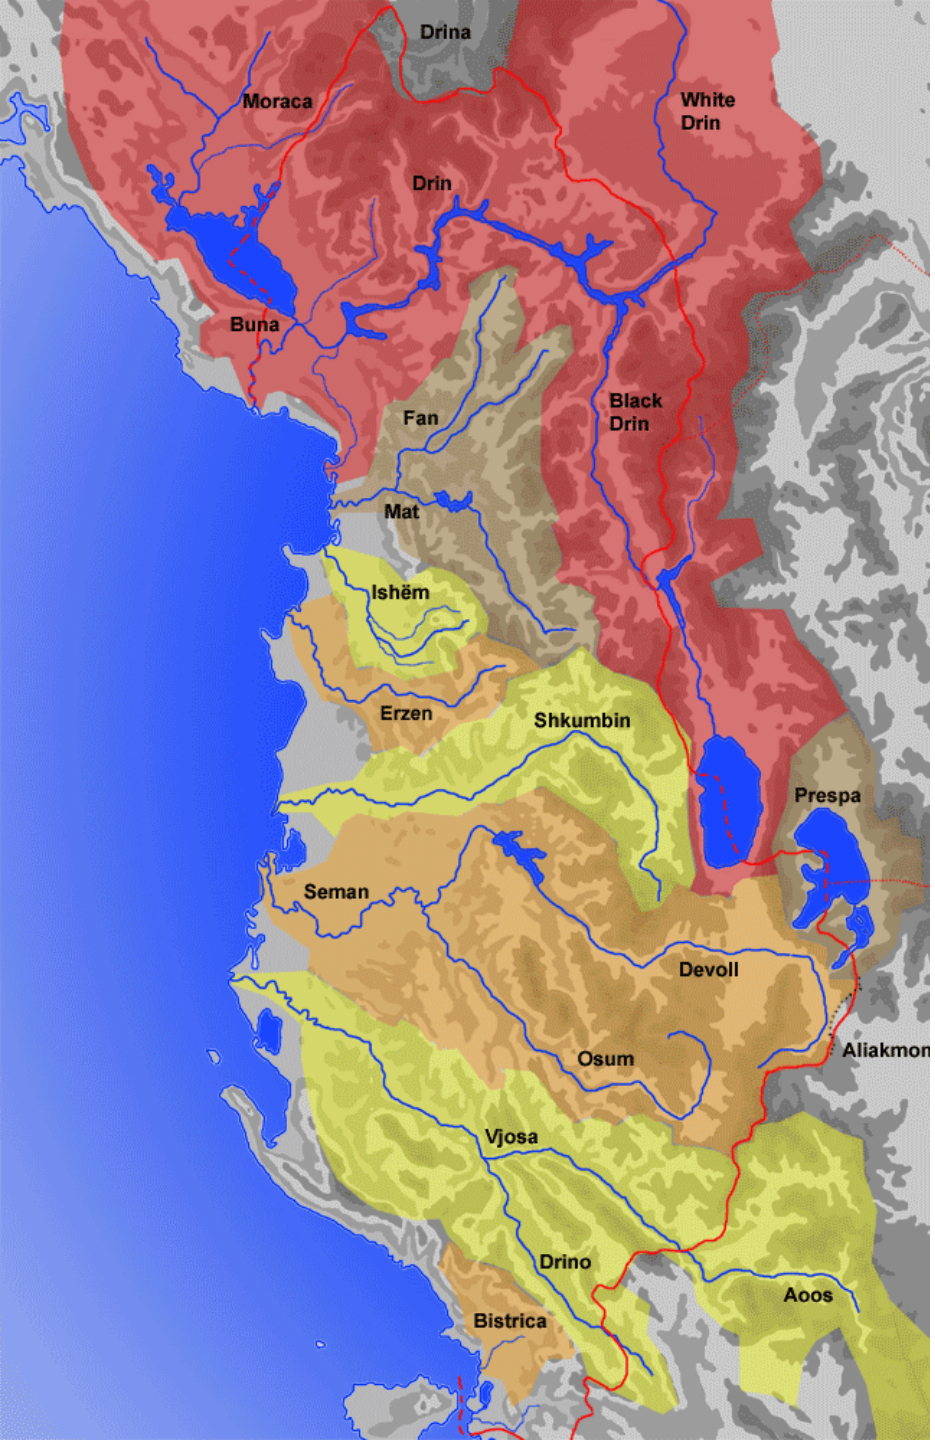 Drina
Moraca
White
Drin
Drin
Buna
Black
Drin
Fan
Mat
Ishëm
Erzen
Shkumbin
Prespa
Seman
Devoll
Osum
Aliakmon
Vjosa
Drino
Aoos
Bistrica